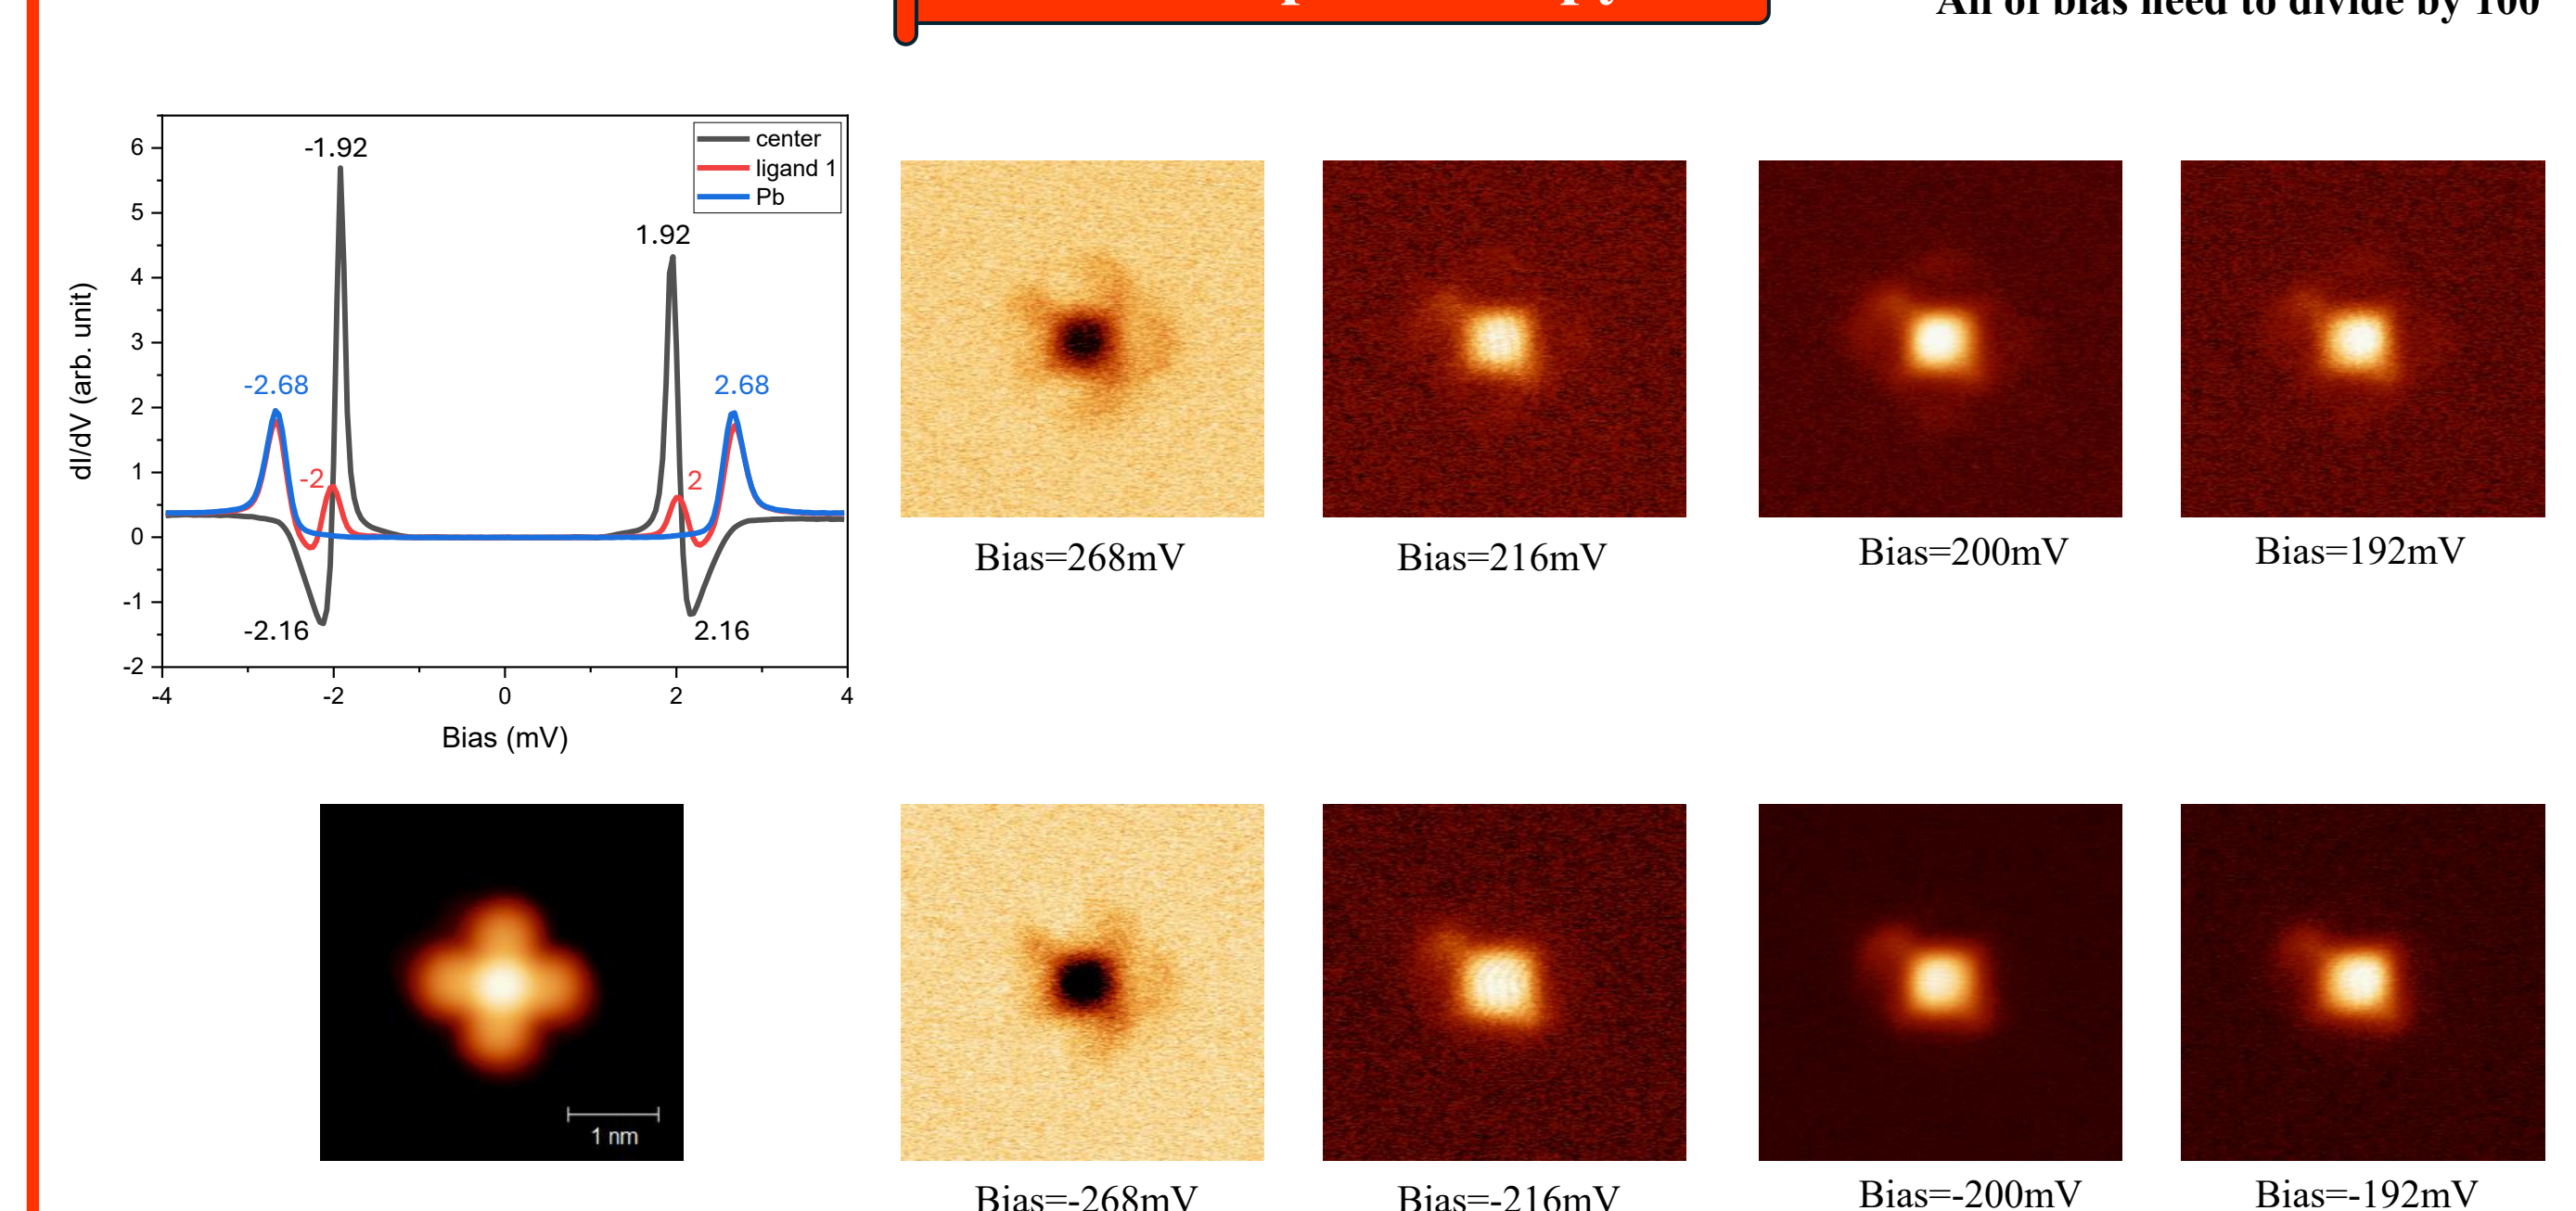 All of bias need to divide by 100
center
ligand 1
Pb
-1.92
1.92
-2.68
2.68
-2
2
-2.16
2.16
6
5
4
3
2
1
0
-1
-2
-4
-2
0
2
4
dI/dV (arb. unit)
Bias (mV)
Bias=268mV
Bias=216mV
Bias=200mV
Bias=192mV
1 nm
Bias=-268mV
Bias=-216mV
Bias=-200mV
Bias=-192mV